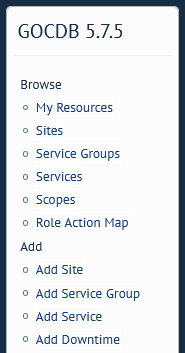 GOCDB 5.7.5
Browse
My Resources
Sites
Service Groups
Services
Scopes
Role Action Map
Add
Add Site
Add Service Group
Add Service
Add Downtime